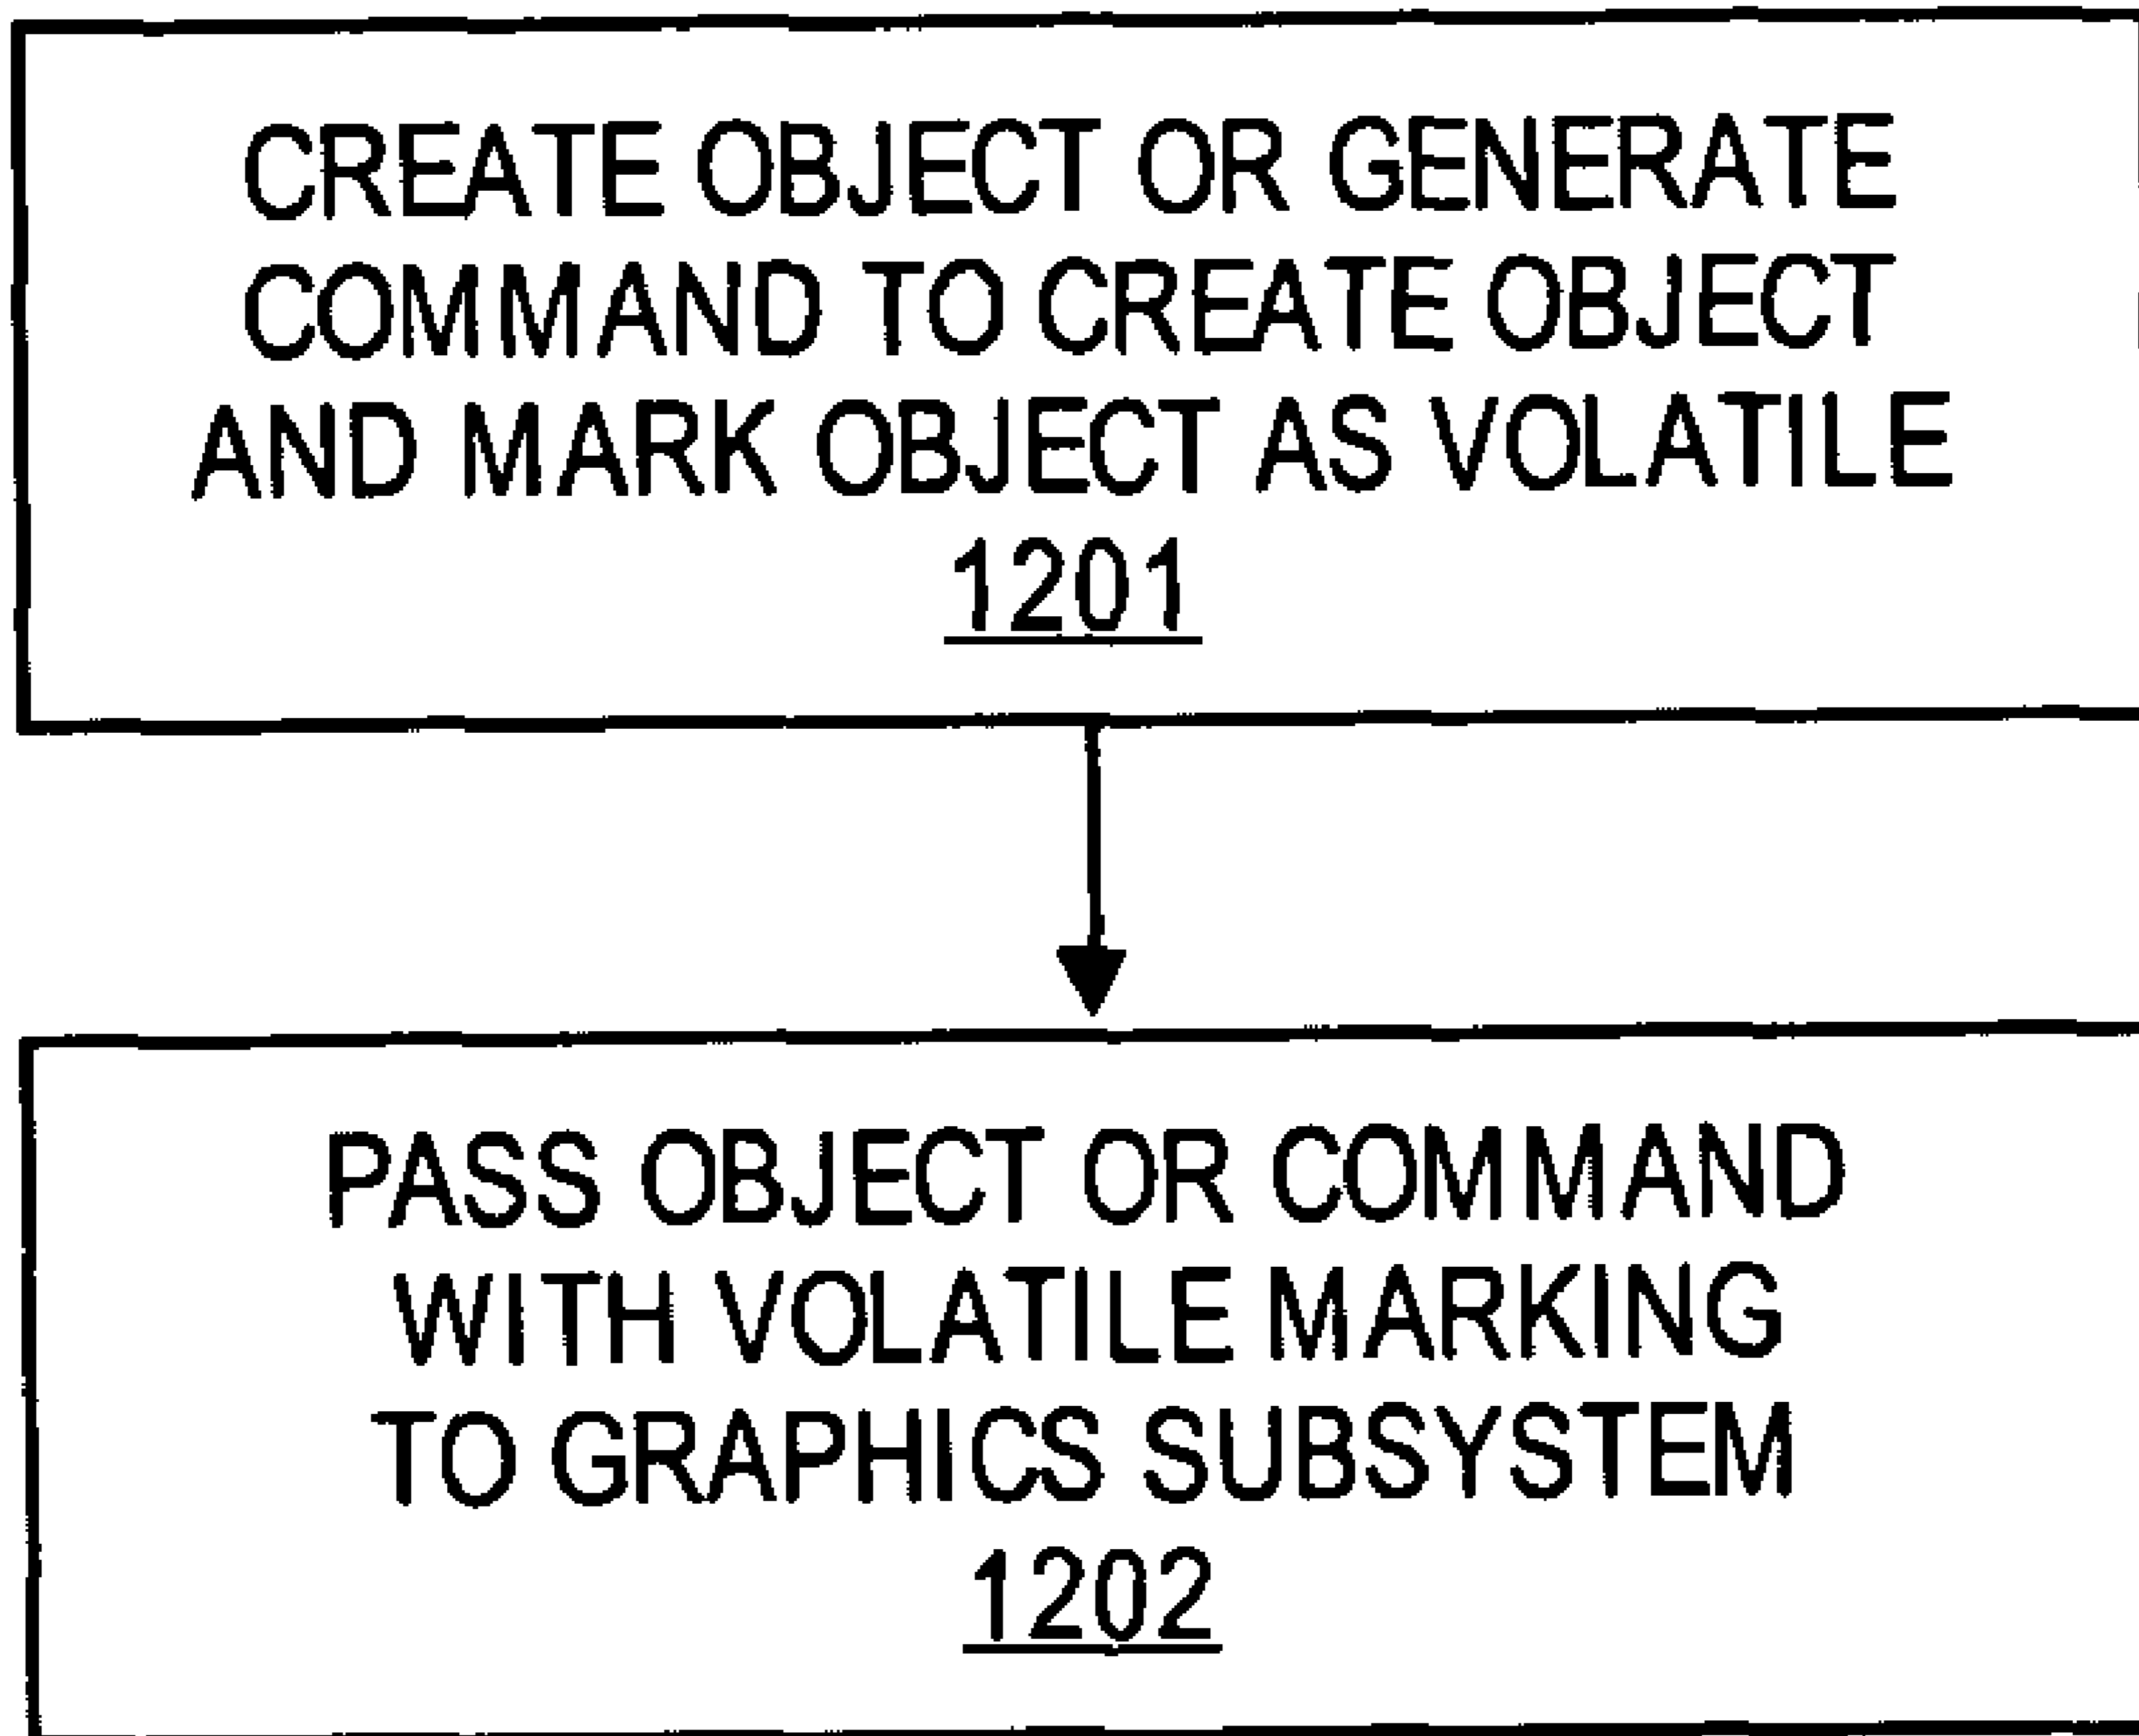 CREATE OBJECT OR GENERATE
COMMAND TO CREATE OBJECT
AND MARK OBJECT AS VOLATILE
1201
PASS OBJECT OR COMMAND
WITH VOLATILE MARKING
TO GRAPHICS SUBSYSTEM
1202